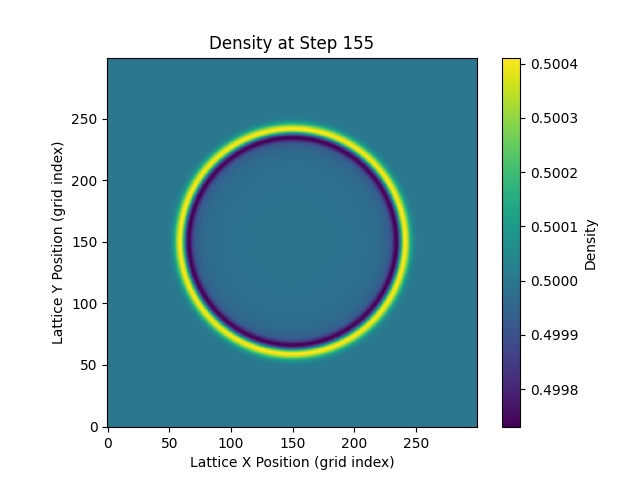 Density at Step 155
Lattice Y Position (grid index)
250
200
150
100
50
0
0 50 100 150 200 250
Lattice X Position (grid index)
0.5004
0.5003
0.5002
0.5001
0.5000
0.4999
0.4998
Density